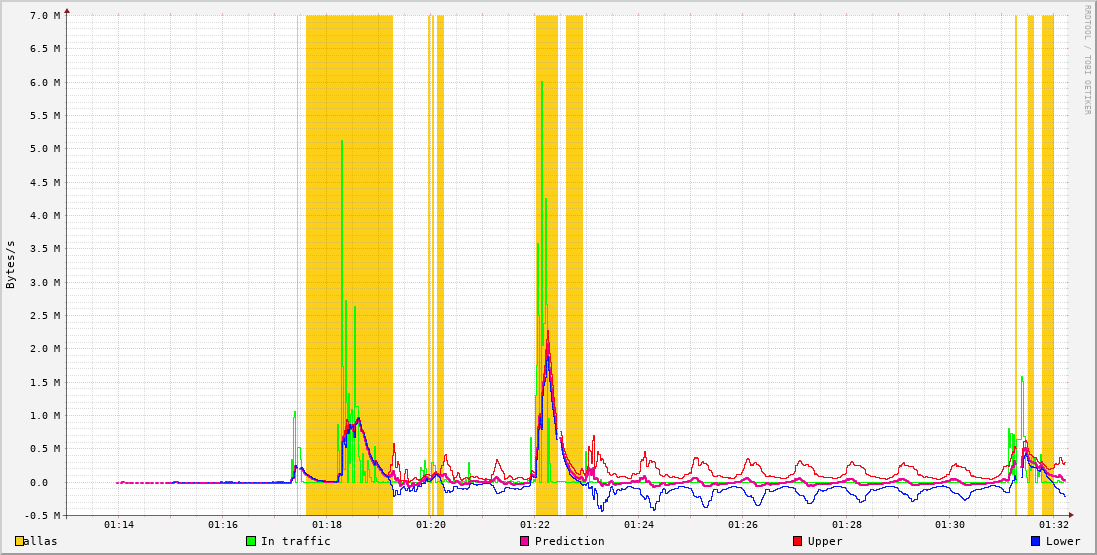 RRDTOOL / TOBI OETIKER
Bytes/s
7.0 M
6.5 M
6.0 M
5.5 M
5.0 M
4.5 M
4.0 M
3.5 M
3.0 M
2.5 M
2.0 M
1.5 M
1.0 M
0.5 M
0.0
-0.5 M
01:14 01:16 01:18 01:20 01:22 01:24 01:26 01:28 01:30 01:32
allas In traffic Prediction Upper Lower